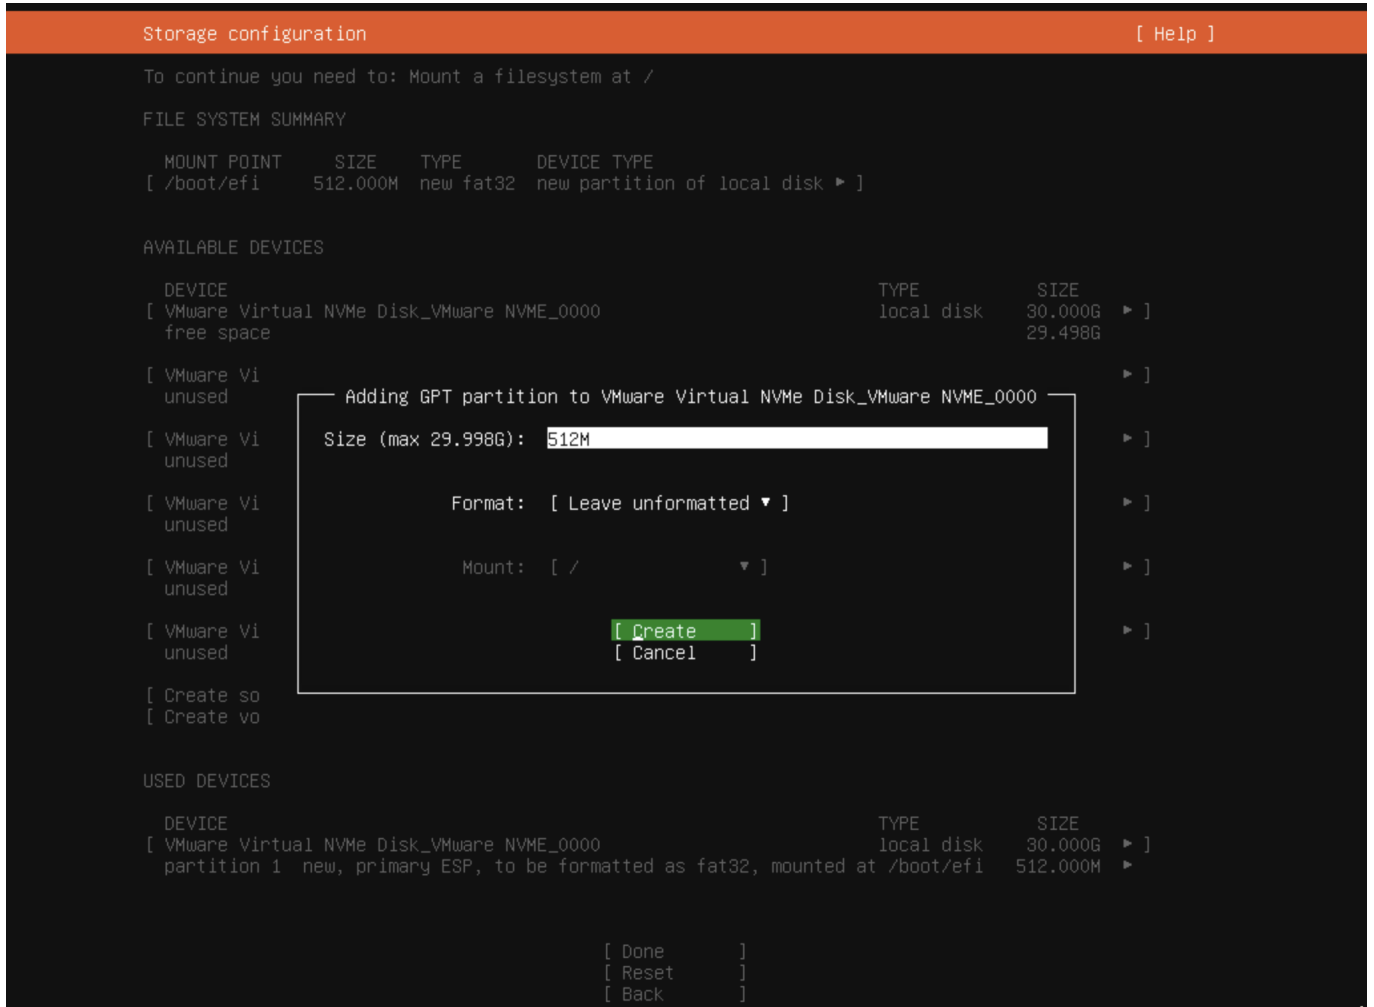 Storage configuration [ Help ]
To continue you need to: Mount a filesystem at /
FILE SYSTEM SUMMARY
MOUNT POINT SIZE TYPE DEVICE TYPE
[ /boot/efi 512.000M new fat32 new partition of local disk ▸ ]
AVAILABLE DEVICES
DEVICE TYPE SIZE
[ VMware Virtual NVMe Disk_VMware NVME_0000 local disk 30.000G ▸ ]
free space 29.498G
[ VMware Vi ▸ ]
unused
── Adding GPT partition to VMware Virtual NVMe Disk_VMware NVME_0000 ──
[ VMware Vi ▸ ]
Size (max 29.998G): 512M
unused
[ VMware Vi ▸ ]
Format: [ Leave unformatted ▾ ]
unused
[ VMware Vi ▸ ]
Mount: [ / ▾ ]
unused
[ VMware Vi ▸ ]
[ Create ]
unused
[ Cancel ]
[ Create so
[ Create vo
USED DEVICES
DEVICE TYPE SIZE
[ VMware Virtual NVMe Disk_VMware NVME_0000 local disk 30.000G ▸ ]
partition 1 new, primary ESP, to be formatted as fat32, mounted at /boot/efi 512.000M ▸
[ Done ]
[ Reset ]
[ Back ]